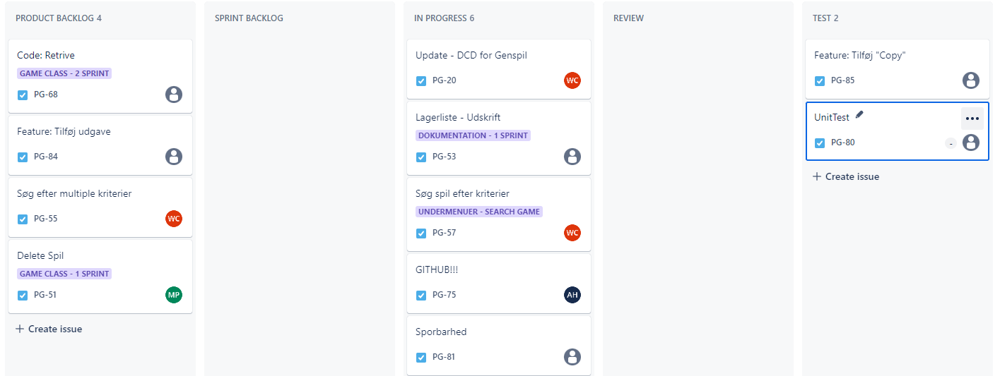 PRODUCT BACKLOG 4
Code: Retrive
GAME CLASS - 2 SPRINT
PG-68
Feature: Tilføj udgave
PG-84
Søg efter multiple kriterier
PG-55
WC
Delete Spil
GAME CLASS - 1 SPRINT
PG-51
MP
+ Create issue
SPRINT BACKLOG
IN PROGRESS 6
Update - DCD for Genspil
PG-20
WC
Lagerliste - Udskrift
DOKUMENTATION - 1 SPRINT
PG-53
Søg spil efter kriterier
UNDERMENUER - SEARCH GAME
PG-57
WC
GITHUB!!!
PG-75
AH
Sporbarhed
PG-81
REVIEW
TEST 2
Feature: Tilføj "Copy"
PG-85
UnitTest
PG-80
-
+ Create issue